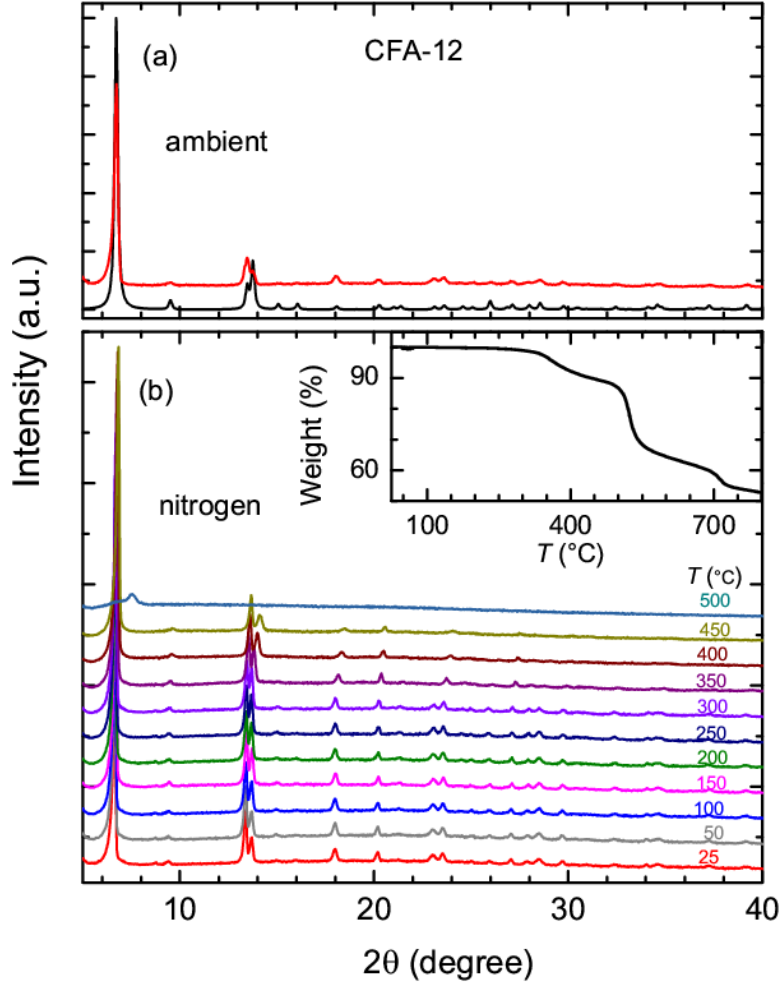 (a)
CFA-12
ambient
Intensity (a.u.)
(b)
nitrogen
Weight (%)
90
60
100
400
700
T (°C)
T (°C)
500
450
400
350
300
250
200
150
100
50
25
10
20
30
40
2θ (degree)